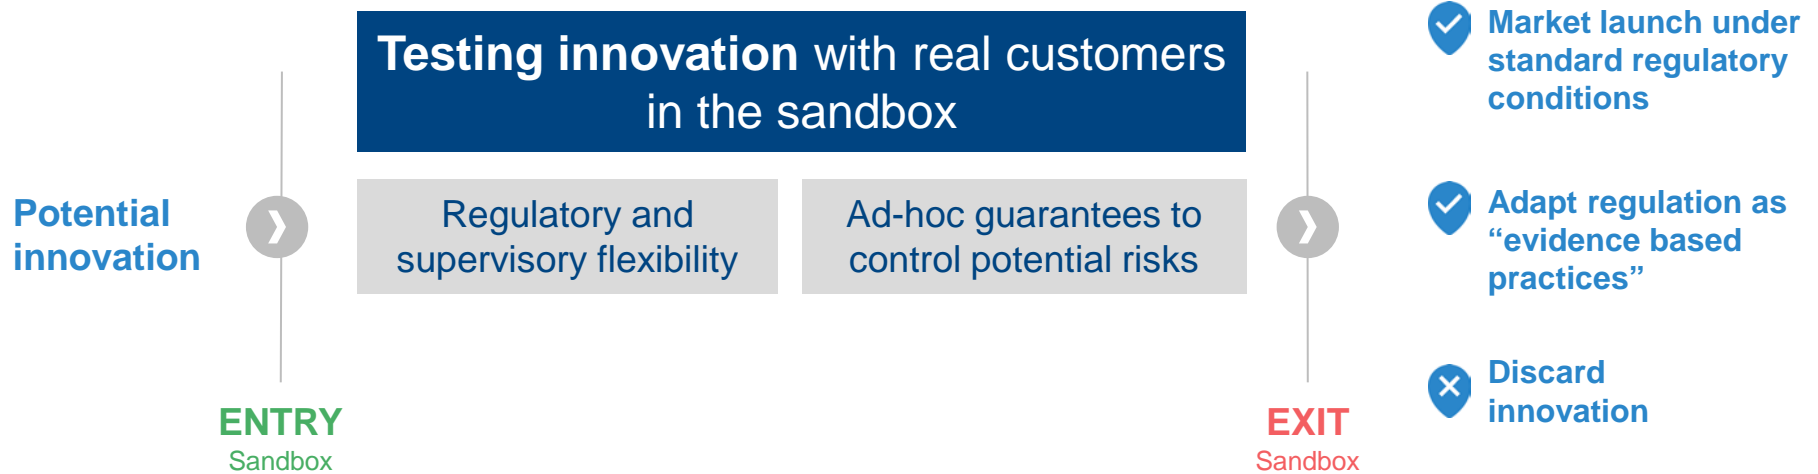 Potential
innovation
ENTRY
Sandbox
Testing innovation with real customers
in the sandbox
Regulatory and
supervisory flexibility
Ad-hoc guarantees to
control potential risks
EXIT
Sandbox
Market launch under
standard regulatory
conditions
Adapt regulation as
“evidence based
practices”
Discard
innovation